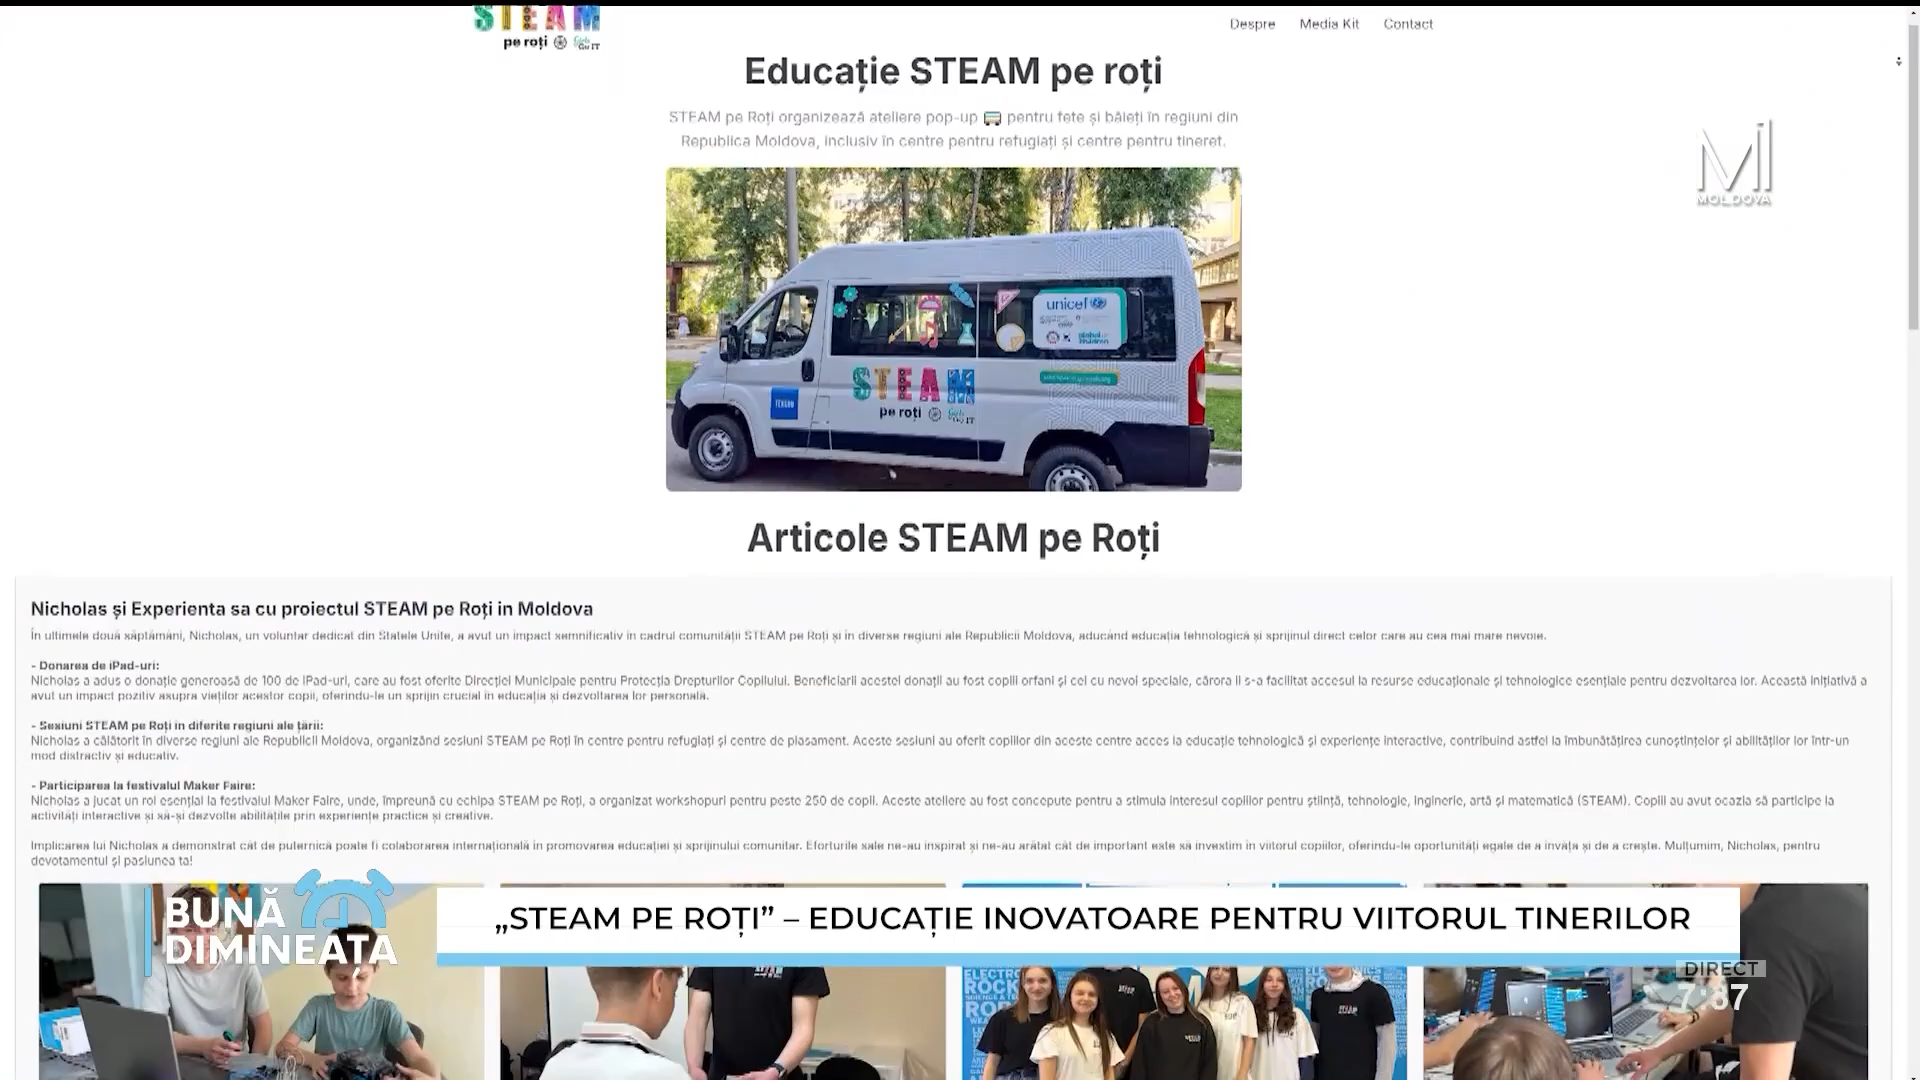 STEAM
pe roți Girls Go IT
Despre Media Kit Contact
Educație STEAM pe roți
STEAM pe Roți organizează ateliere pop-up pentru fete și băieți în regiuni din
Republica Moldova, inclusiv în centre pentru refugiați și centre pentru tineret.
M1
MOLDOVA
unicef
STEAM
pe roți
TEKWILL
Articole STEAM pe Roți
Nicholas și Experienta sa cu proiectul STEAM pe Roți in Moldova
În ultimele două săptămâni, Nicholas, un voluntar dedicat din Statele Unite, a avut un impact semnificativ în cadrul comunității STEAM pe Roți și în diverse regiuni ale Republicii Moldova, aducând educația tehnologică și sprijinul direct celor care au cea mai mare nevoie.
- Donarea de iPad-uri:
Nicholas a adus o donație generoasă de 100 de iPad-uri, care au fost oferite Direcției Municipale pentru Protecția Drepturilor Copilului. Beneficiarii acestei donații au fost copiii orfani și cei cu nevoi speciale, cărora li s-a facilitat accesul la resurse educaționale și tehnologice esențiale pentru dezvoltarea lor. Această inițiativă a
avut un impact pozitiv asupra vieților acestor copii, oferindu-le un sprijin crucial în educația și dezvoltarea lor personală.
- Sesiuni STEAM pe Roți in diferite regiuni ale țării:
Nicholas a călătorit în diverse regiuni ale Republicii Moldova, organizând sesiuni STEAM pe Roți în centre pentru refugiați și centre de plasament. Aceste sesiuni au oferit copiilor din aceste centre acces la educație tehnologică și experiențe interactive, contribuind astfel la îmbunătățirea cunoștințelor și abilităților lor într-un
mod distractiv și educativ.
- Participarea la festivalul Maker Faire:
Nicholas a jucat un rol esențial la festivalul Maker Faire, unde, împreună cu echipa STEAM pe Roți, a organizat workshopuri pentru peste 250 de copii. Aceste ateliere au fost concepute pentru a stimula interesul copiilor pentru știință, tehnologie, inginerie, artă și matematică (STEAM). Copiii au avut ocazia să participe la
activități interactive și să-și dezvolte abilitățile prin experiențe practice și creative.
Implicarea lui Nicholas a demonstrat cât de puternică poate fi colaborarea internațională în promovarea educației și sprijinului comunitar. Eforturile sale ne-au inspirat și ne-au arătat cât de important este să investim în viitorul copiilor, oferindu-le oportunități egale de a învăța și de a crește. Mulțumim, Nicholas, pentru
devotamentul și pasiunea ta!
BUNĂ
DIMINEAȚA
„STEAM PE ROȚI” – EDUCAȚIE INOVATOARE PENTRU VIITORUL TINERILOR
DIRECT